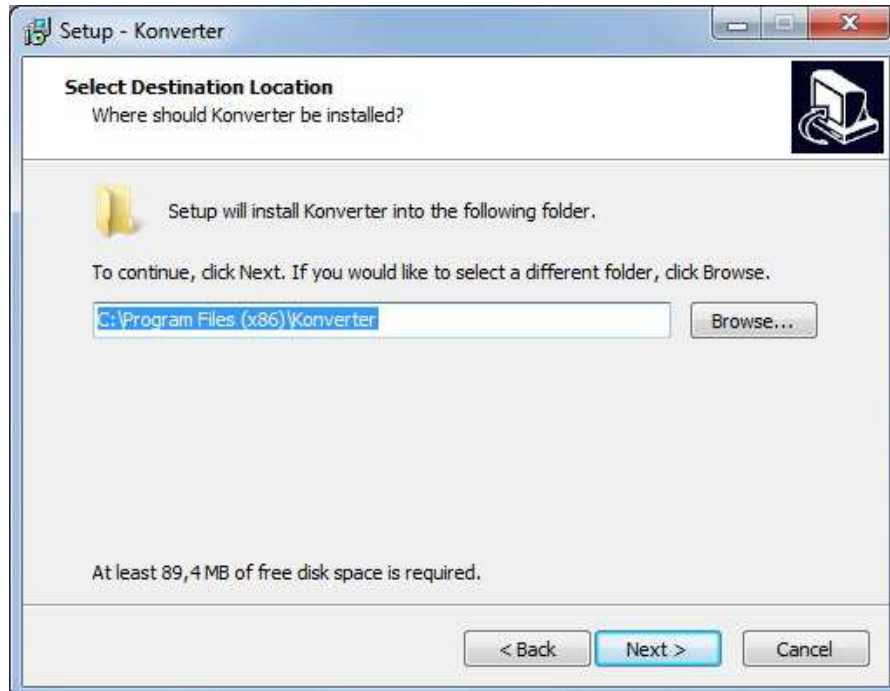 Setup - Konverter
Select Destination Location
Where should Konverter be installed?
Setup will install Konverter into the following folder.
To continue, click Next. If you would like to select a different folder, click Browse.
C:\Program Files (x86)\Konverter
Browse...
At least 89,4 MB of free disk space is required.
< Back
Next >
Cancel